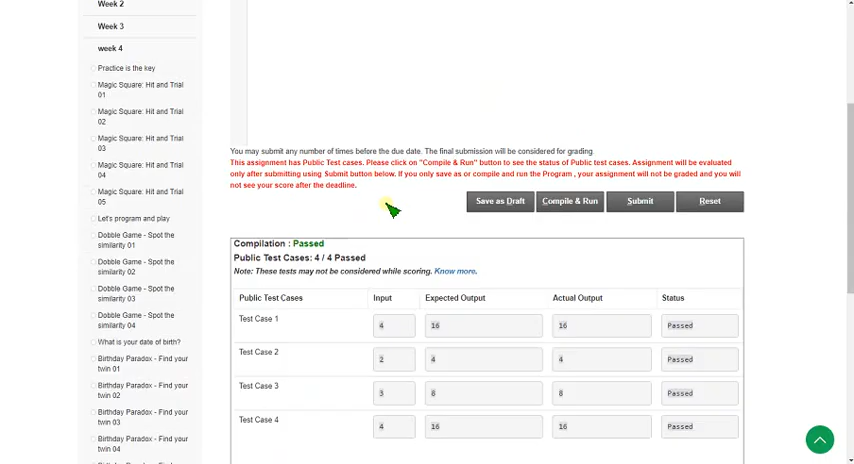 Week 2
Week 3
week 4
Practice is the key
Magic Square: Hit and Trial
01
Magic Square: Hit and Trial
02
Magic Square: Hit and Trial
03
Magic Square: Hit and Trial
04
Magic Square: Hit and Trial
05
Let's program and play
Dobble Game - Spot the
similarity 01
Dobble Game - Spot the
similarity 02
Dobble Game - Spot the
similarity 03
Dobble Game - Spot the
similarity 04
What is your date of birth?
Birthday Paradox - Find your
twin 01
Birthday Paradox - Find your
twin 02
Birthday Paradox - Find your
twin 03
Birthday Paradox - Find your
twin 04
Birthday Paradox - Find your
You may submit any number of times before the due date. The final submission will be considered for grading.
This assignment has Public Test cases. Please click on "Compile & Run" button to see the status of Public test cases. Assignment will be evaluated
only after submitting using Submit button below. If you only save as or compile and run the Program , your assignment will not be graded and you will
not see your score after the deadline.
Save as Draft Compile & Run Submit Reset
Compilation : Passed
Public Test Cases: 4 / 4 Passed
Note: These tests may not be considered while scoring. Know more.
Public Test Cases Input Expected Output Actual Output Status
Test Case 1 4 16 16 Passed
Test Case 2 2 4 4 Passed
Test Case 3 3 8 8 Passed
Test Case 4 4 16 16 Passed